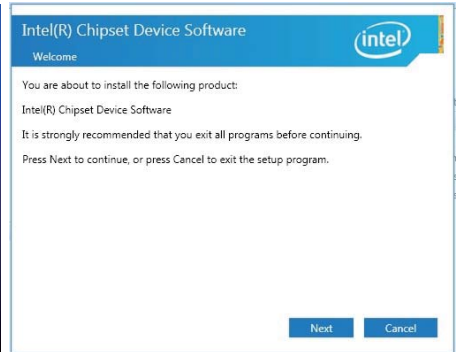 Intel(R) Chipset Device Software
intel
Welcome
You are about to install the following product:
Intel(R) Chipset Device Software
It is strongly recommended that you exit all programs before continuing.
Press Next to continue, or press Cancel to exit the setup program.
Next
Cancel